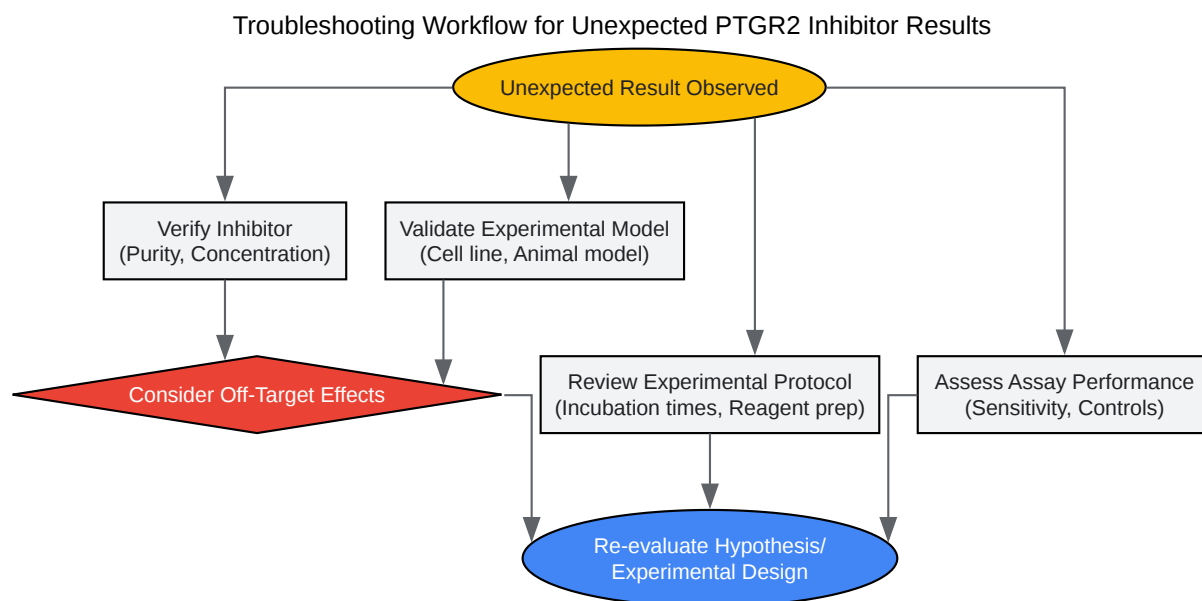 Troubleshooting Workflow for Unexpected PTGR2 Inhibitor Results
Unexpected Result Observed
Verify Inhibitor
(Purity, Concentration)
Validate Experimental Model
(Cell line, Animal model)
Consider Off-Target Effects
Review Experimental Protocol
(Incubation times, Reagent prep)
Assess Assay Performance
(Sensitivity, Controls)
Re-evaluate Hypothesis/
Experimental Design